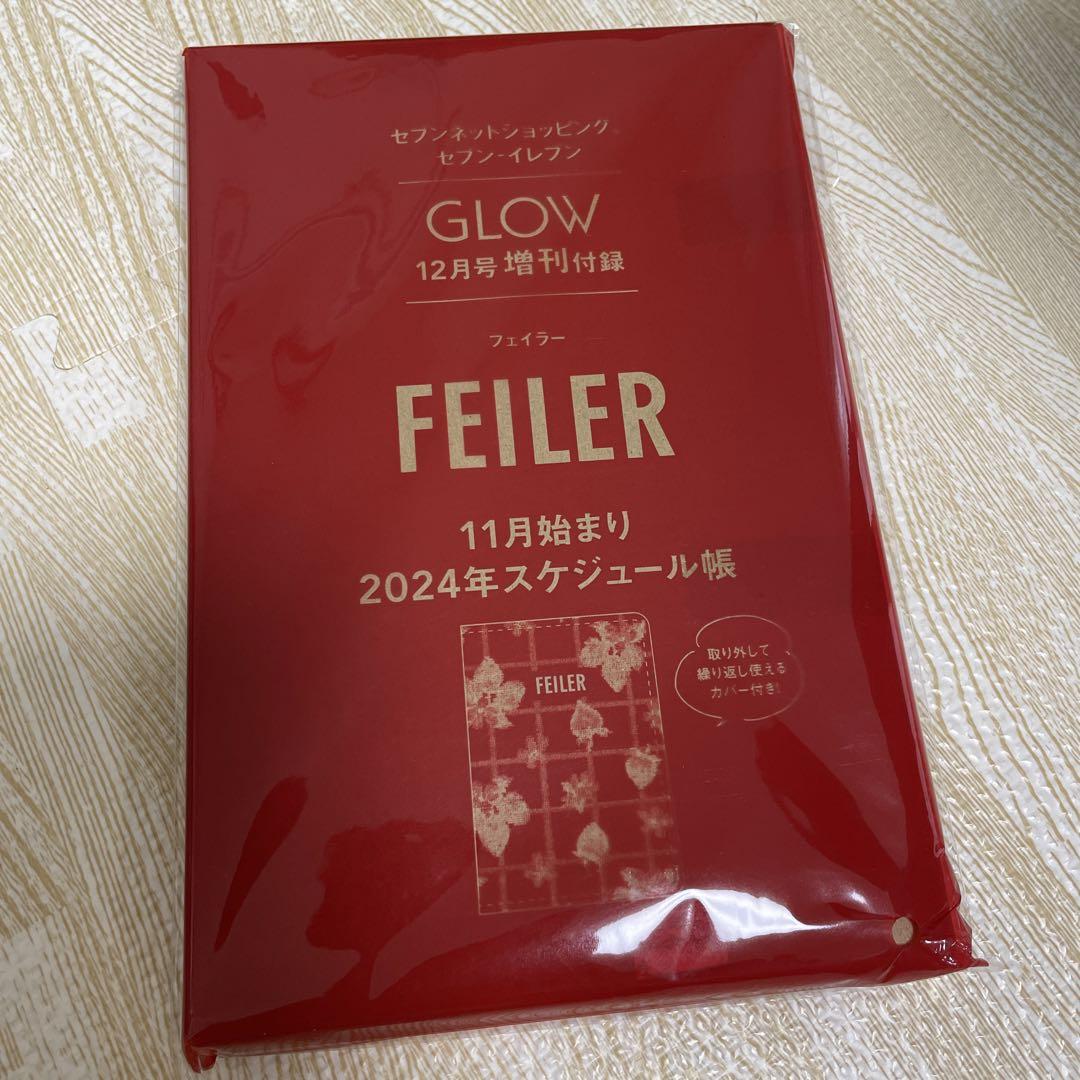 セブンネットショッピング、
セブン-イレブン
GLOW
12月号 増刊付録
フェイラー
FEILER
11月始まり
2024年スケジュール帳
FEILER
取り外して
繰り返し使える
カバー付き!